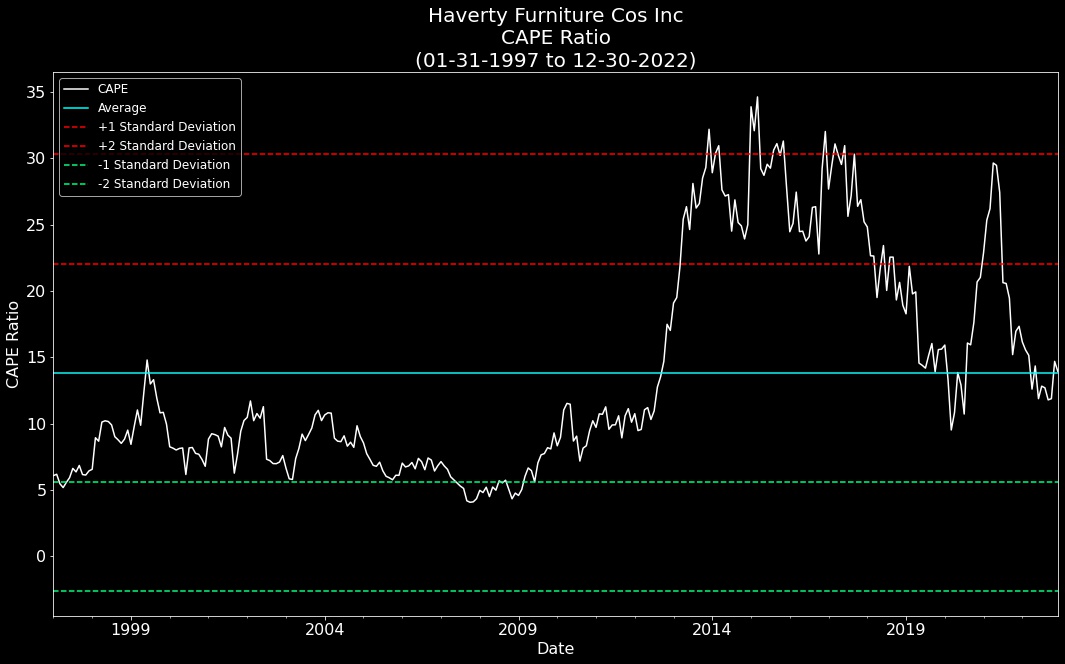 Haverty Furniture Cos Inc
CAPE Ratio
(01-31-1997 to 12-30-2022)
CAPE
Average
+1 Standard Deviation
+2 Standard Deviation
-1 Standard Deviation
-2 Standard Deviation
35
30
25
20
15
10
5
0
CAPE Ratio
1999 2004 2009 2014 2019
Date